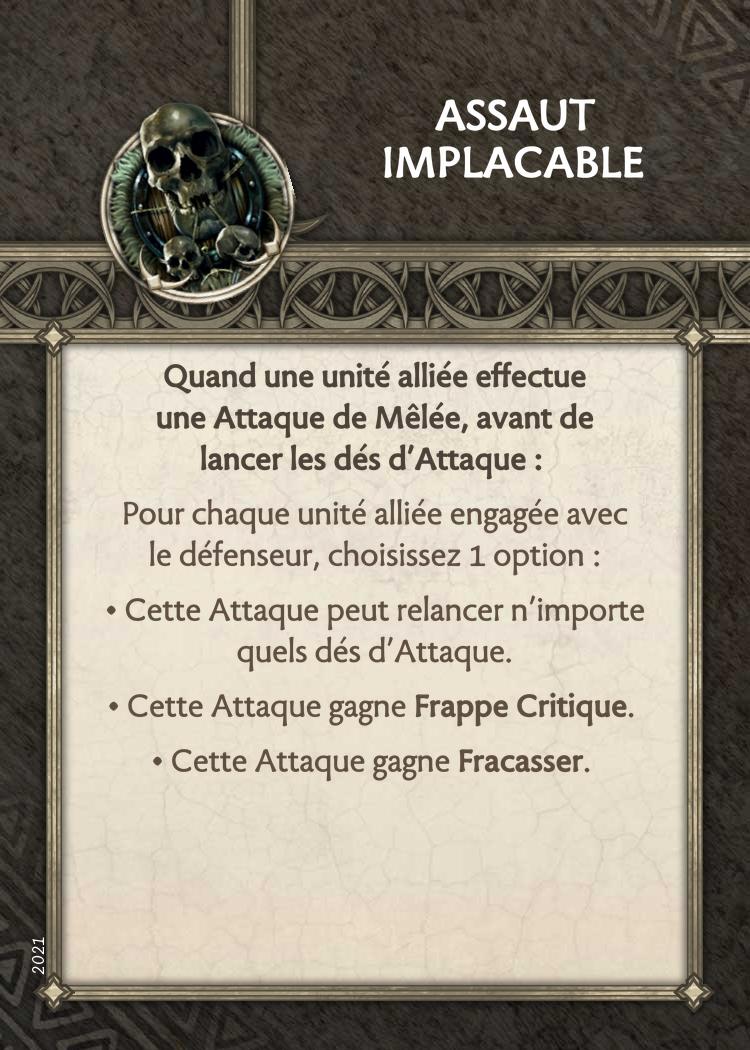 ASSAUT
IMPLACABLE
Quand une unité alliée effectue
une Attaque de Mêlée, avant de
lancer les dés d’Attaque :
Pour chaque unité alliée engagée avec
le défenseur, choisissez 1 option :
• Cette Attaque peut relancer n’importe
quels dés d’Attaque.
• Cette Attaque gagne Frappe Critique.
• Cette Attaque gagne Fracasser.
2021